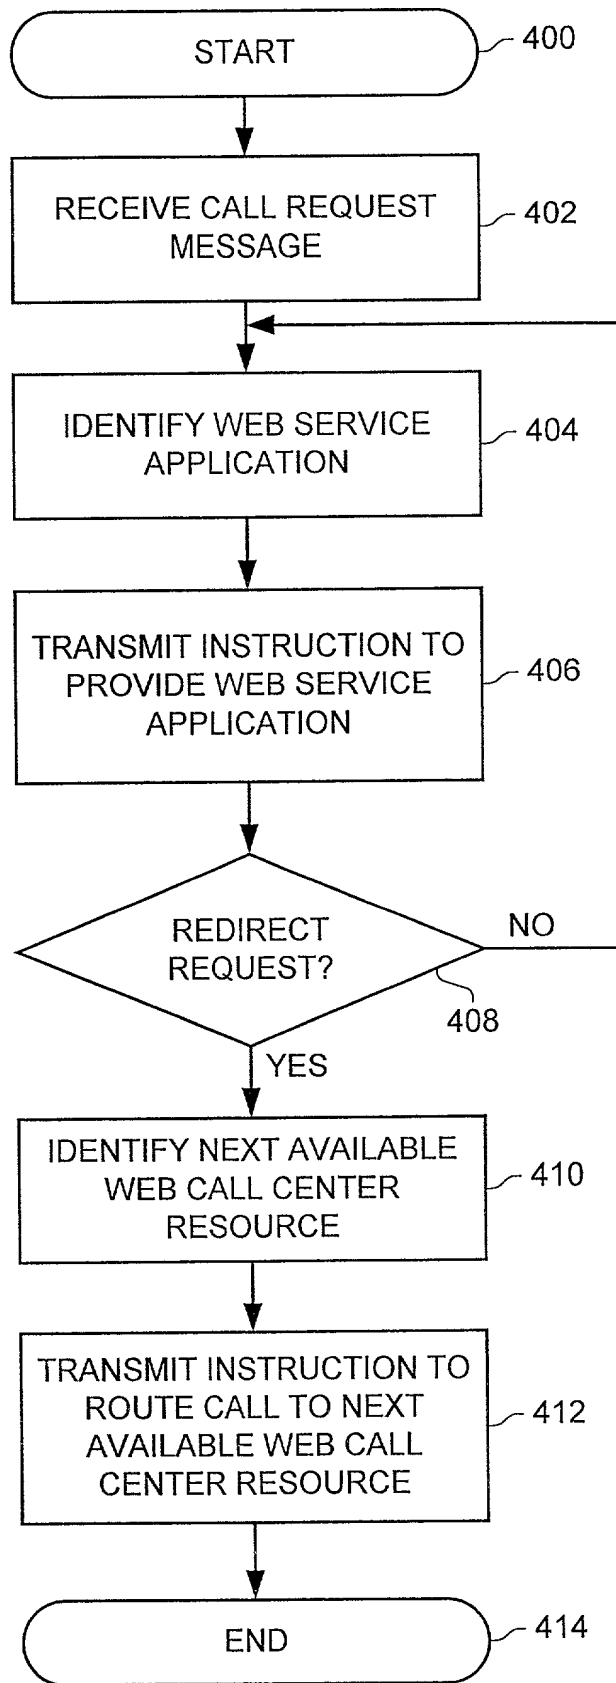 START
400
RECEIVE CALL REQUEST
MESSAGE
402
IDENTIFY WEB SERVICE
APPLICATION
404
TRANSMIT INSTRUCTION TO
PROVIDE WEB SERVICE
APPLICATION
406
REDIRECT
REQUEST?
NO
408
YES
IDENTIFY NEXT AVAILABLE
WEB CALL CENTER
RESOURCE
410
TRANSMIT INSTRUCTION TO
ROUTE CALL TO NEXT
AVAILABLE WEB CALL
CENTER RESOURCE
412
END
414